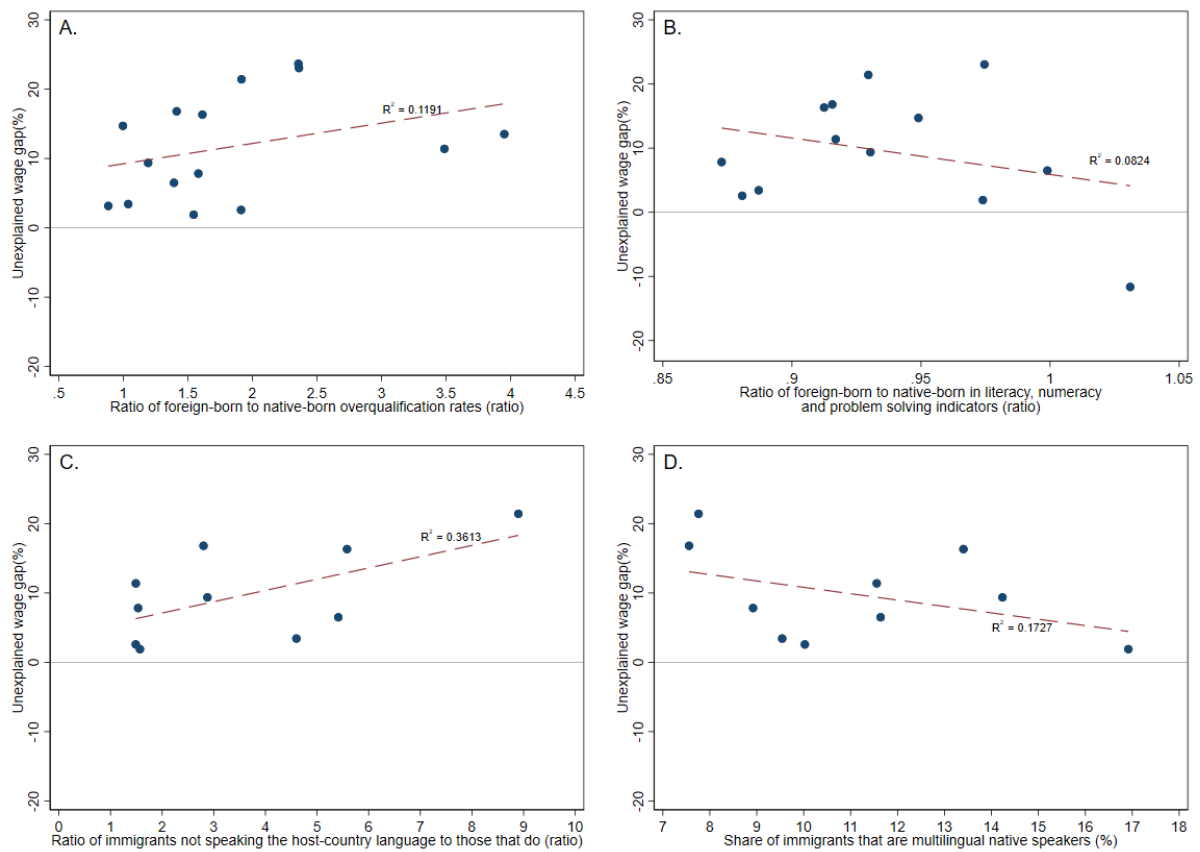 A.
Unexplained wage gap(%)
30
20
10
0
-10
-20
R² = 0.1191
.5 1 1.5 2 2.5 3 3.5 4 4.5
Ratio of foreign-born to native-born overqualification rates (ratio)
B.
Unexplained wage gap(%)
30
20
10
0
-10
-20
R² = 0.0824
.85 .9 .95 1 1.05
Ratio of foreign-born to native-born in literacy, numeracy
and problem solving indicators (ratio)
C.
Unexplained wage gap(%)
30
20
10
0
-10
-20
R² = 0.3613
0 1 2 3 4 5 6 7 8 9 10
Ratio of immigrants not speaking the host-country language to those that do (ratio)
D.
Unexplained wage gap(%)
30
20
10
0
-10
-20
R² = 0.1727
7 8 9 10 11 12 13 14 15 16 17 18
Share of immigrants that are multilingual native speakers (%)